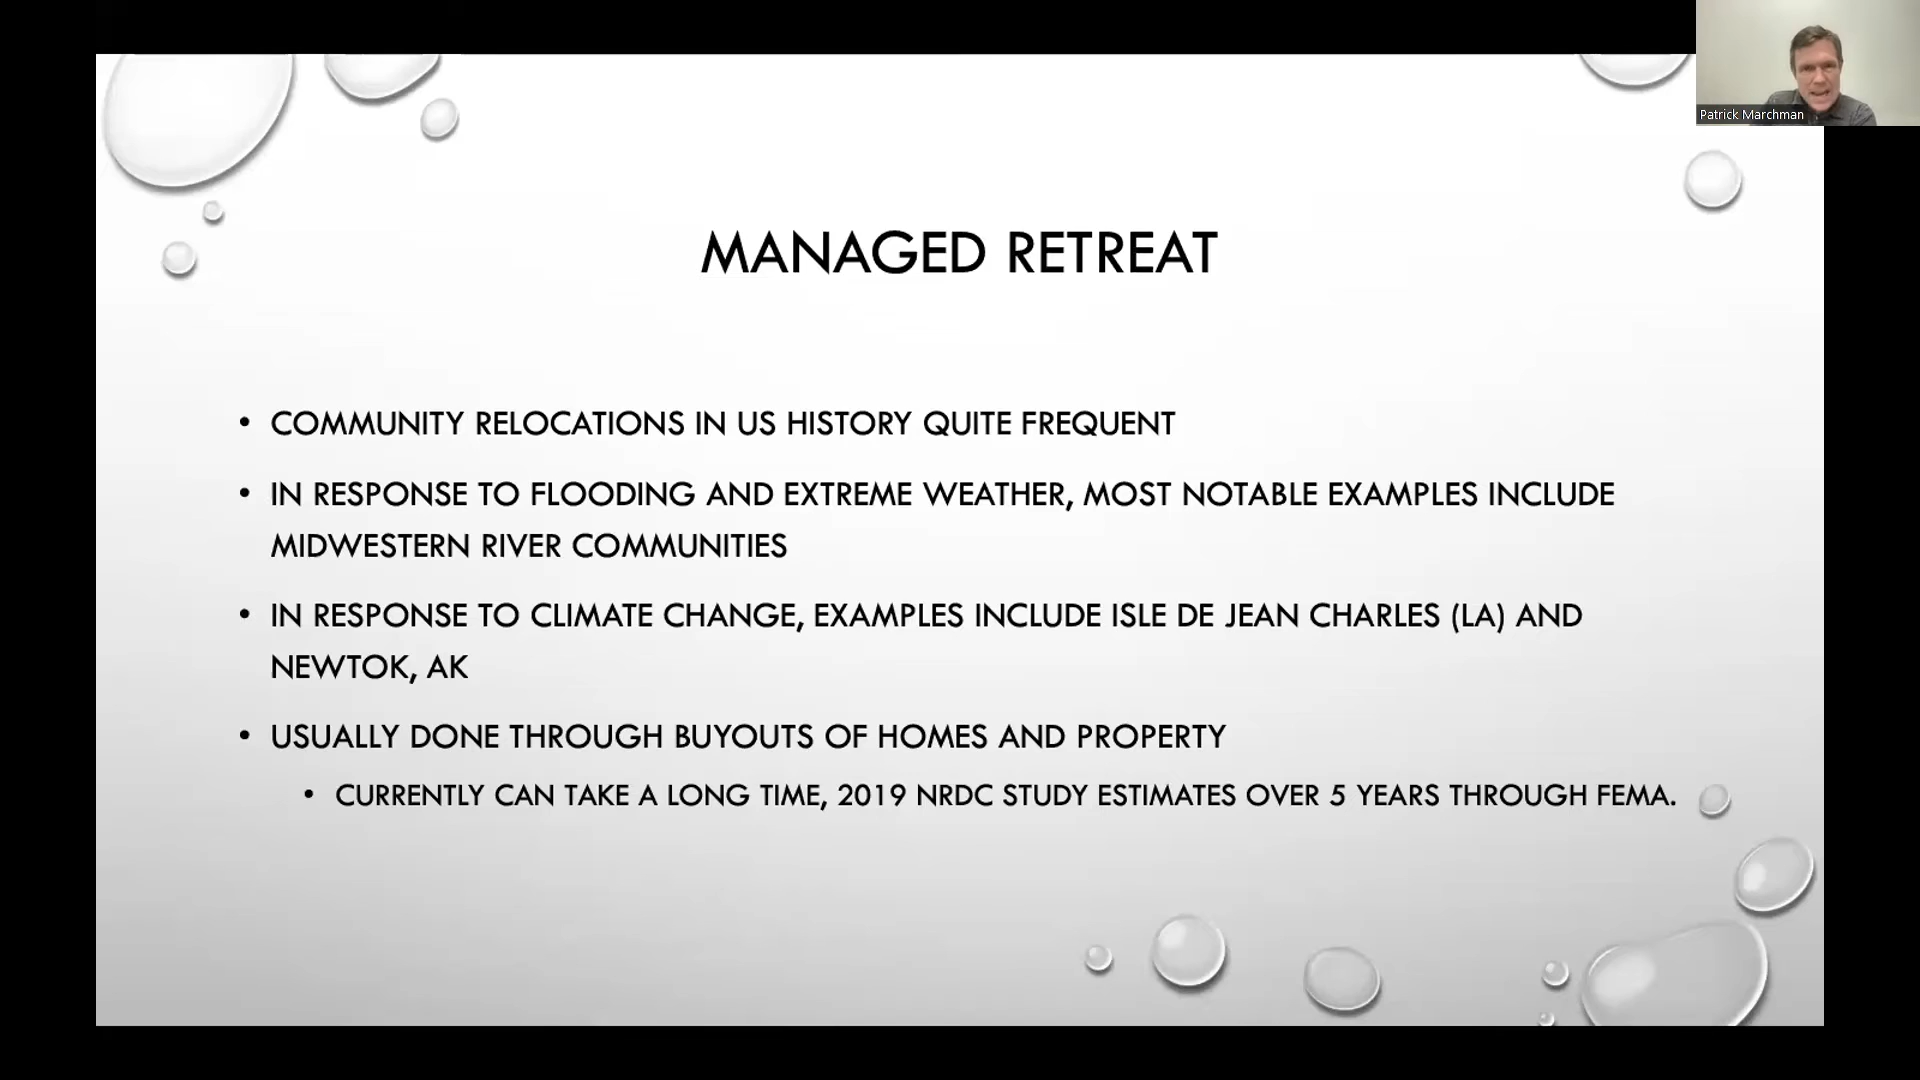 Patrick Marchman
MANAGED RETREAT
• COMMUNITY RELOCATIONS IN US HISTORY QUITE FREQUENT
• IN RESPONSE TO FLOODING AND EXTREME WEATHER, MOST NOTABLE EXAMPLES INCLUDE
MIDWESTERN RIVER COMMUNITIES
• IN RESPONSE TO CLIMATE CHANGE, EXAMPLES INCLUDE ISLE DE JEAN CHARLES (LA) AND
NEWTOK, AK
• USUALLY DONE THROUGH BUYOUTS OF HOMES AND PROPERTY
• CURRENTLY CAN TAKE A LONG TIME, 2019 NRDC STUDY ESTIMATES OVER 5 YEARS THROUGH FEMA.